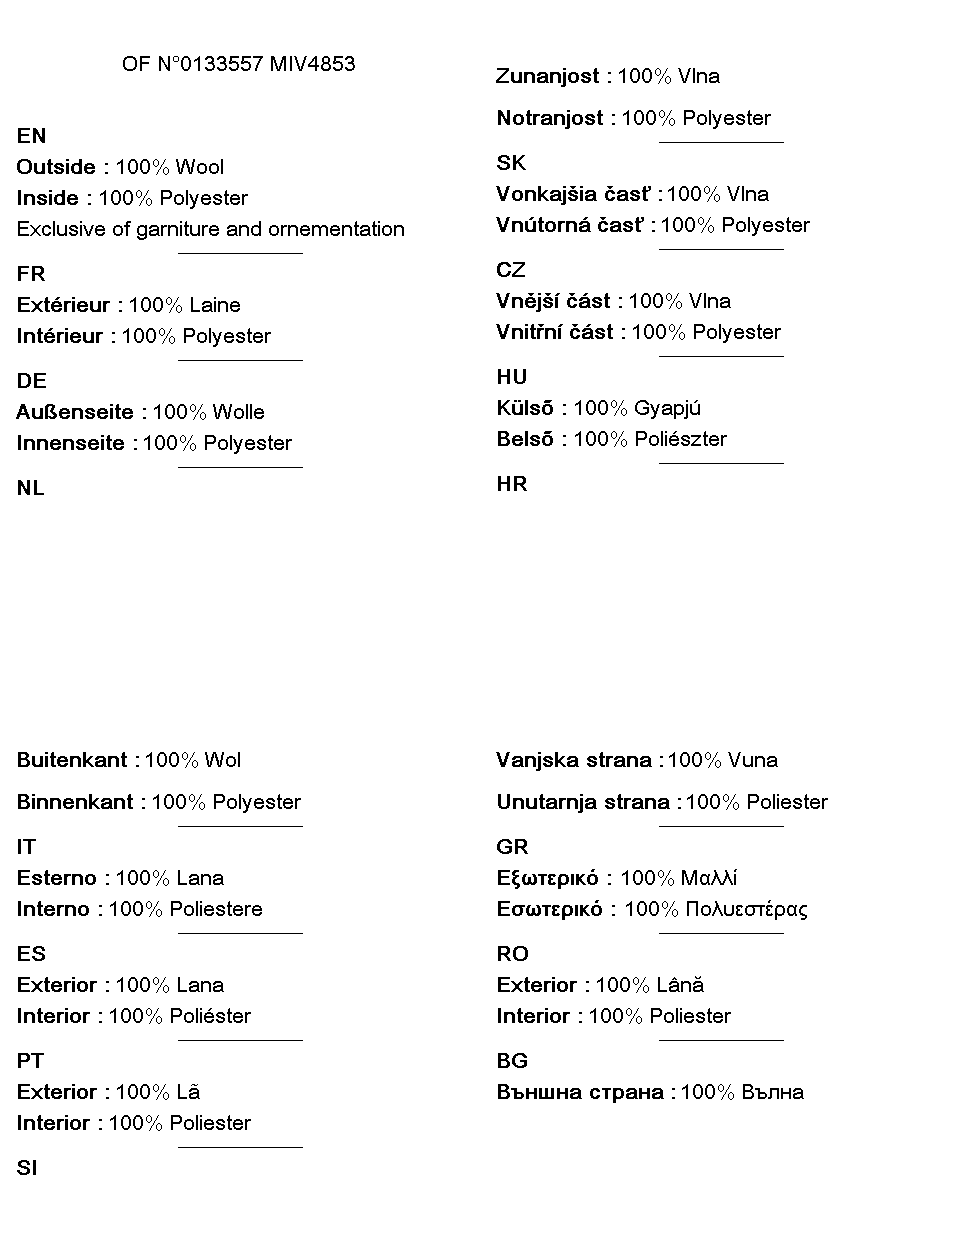 OF N°0133557 MIV4853
EN
Outside : 100% Wool
Inside : 100% Polyester
Exclusive of garniture and ornementation
FR
Extérieur : 100% Laine
Intérieur : 100% Polyester
DE
Außenseite : 100% Wolle
Innenseite : 100% Polyester
NL
Buitenkant : 100% Wol
Binnenkant : 100% Polyester
IT
Esterno : 100% Lana
Interno : 100% Poliestere
ES
Exterior : 100% Lana
Interior : 100% Poliéster
PT
Exterior : 100% Lã
Interior : 100% Poliester
SI
Zunanjost : 100% Vlna
Notranjost : 100% Polyester
SK
Vonkajšia časť : 100% Vlna
Vnútorná časť : 100% Polyester
CZ
Vnější část : 100% Vlna
Vnitřní část : 100% Polyester
HU
Külső : 100% Gyapjú
Belső : 100% Poliészter
HR
Vanjska strana : 100% Vuna
Unutarnja strana : 100% Poliester
GR
Εξωτερικό : 100% Μαλλί
Εσωτερικό : 100% Πολυεστέρας
RO
Exterior : 100% Lână
Interior : 100% Poliester
BG
Външна страна : 100% Вълна